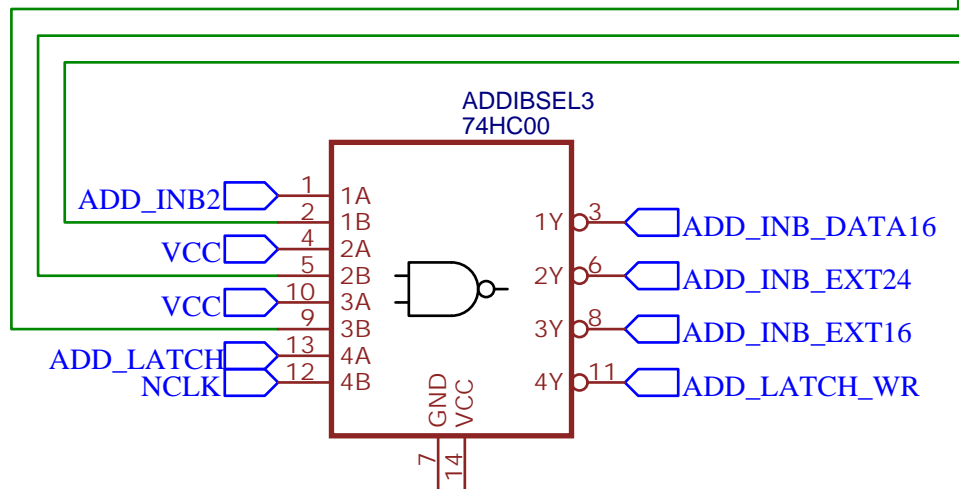 ADDIBSEL3
74HC00
ADD_INB2 1 1A
2 1B 1Y 3 ADD_INB_DATA16
VCC 4 2A
5 2B 2Y 6 ADD_INB_EXT24
VCC 10 3A
9 3B 3Y 8 ADD_INB_EXT16
ADD_LATCH 13 4A
NCLK 12 4B 4Y 11 ADD_LATCH_WR
GND VCC
7 14